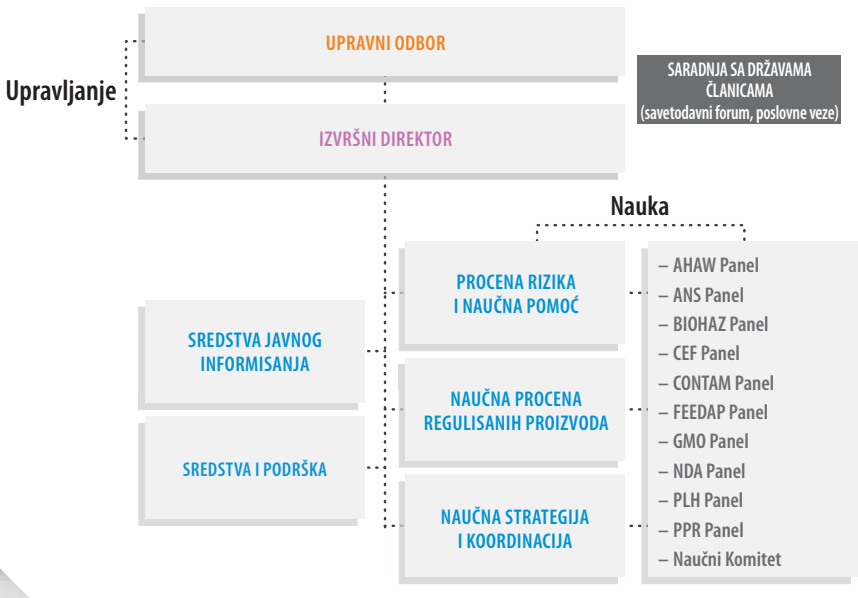 UPRAVNI ODBOR
Upravljanje
IZVRŠNI DIREKTOR
SARADNJA SA DRŽAVAMA
ČLANICAMA
(savetodavni forum, poslovne veze)
Nauka
PROCENA RIZIKA
I NAUČNA POMOĆ
SREDSTVA JAVNOG
INFORMISANJA
NAUČNA PROCENA
REGULISANIH PROIZVODA
SREDSTVA I PODRŠKA
NAUČNA STRATEGIJA
I KOORDINACIJA
– AHAW Panel
– ANS Panel
– BIOHAZ Panel
– CEF Panel
– CONTAM Panel
– FEEDAP Panel
– GMO Panel
– NDA Panel
– PLH Panel
– PPR Panel
– Naučni Komitet